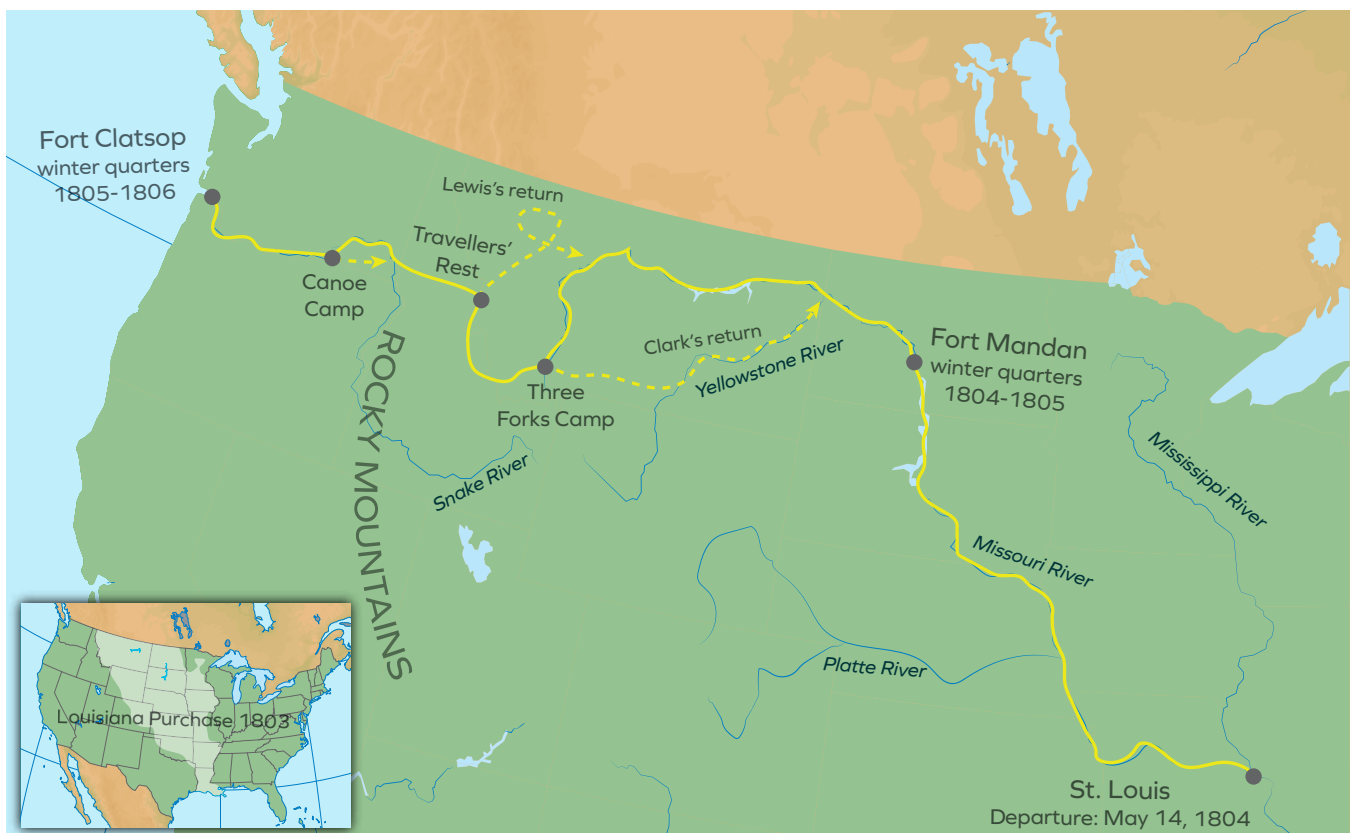 Fort Clatsop
winter quarters
1805-1806
Lewis's return
Travellers'
Rest
Canoe
Camp
Clark's return
Yellowstone River
Fort Mandan
winter quarters
1804-1805
Three
Forks Camp
ROCKY MOUNTAINS
Snake River
Mississippi River
Missouri River
Platte River
Louisiana Purchase 1803
St. Louis
Departure: May 14, 1804